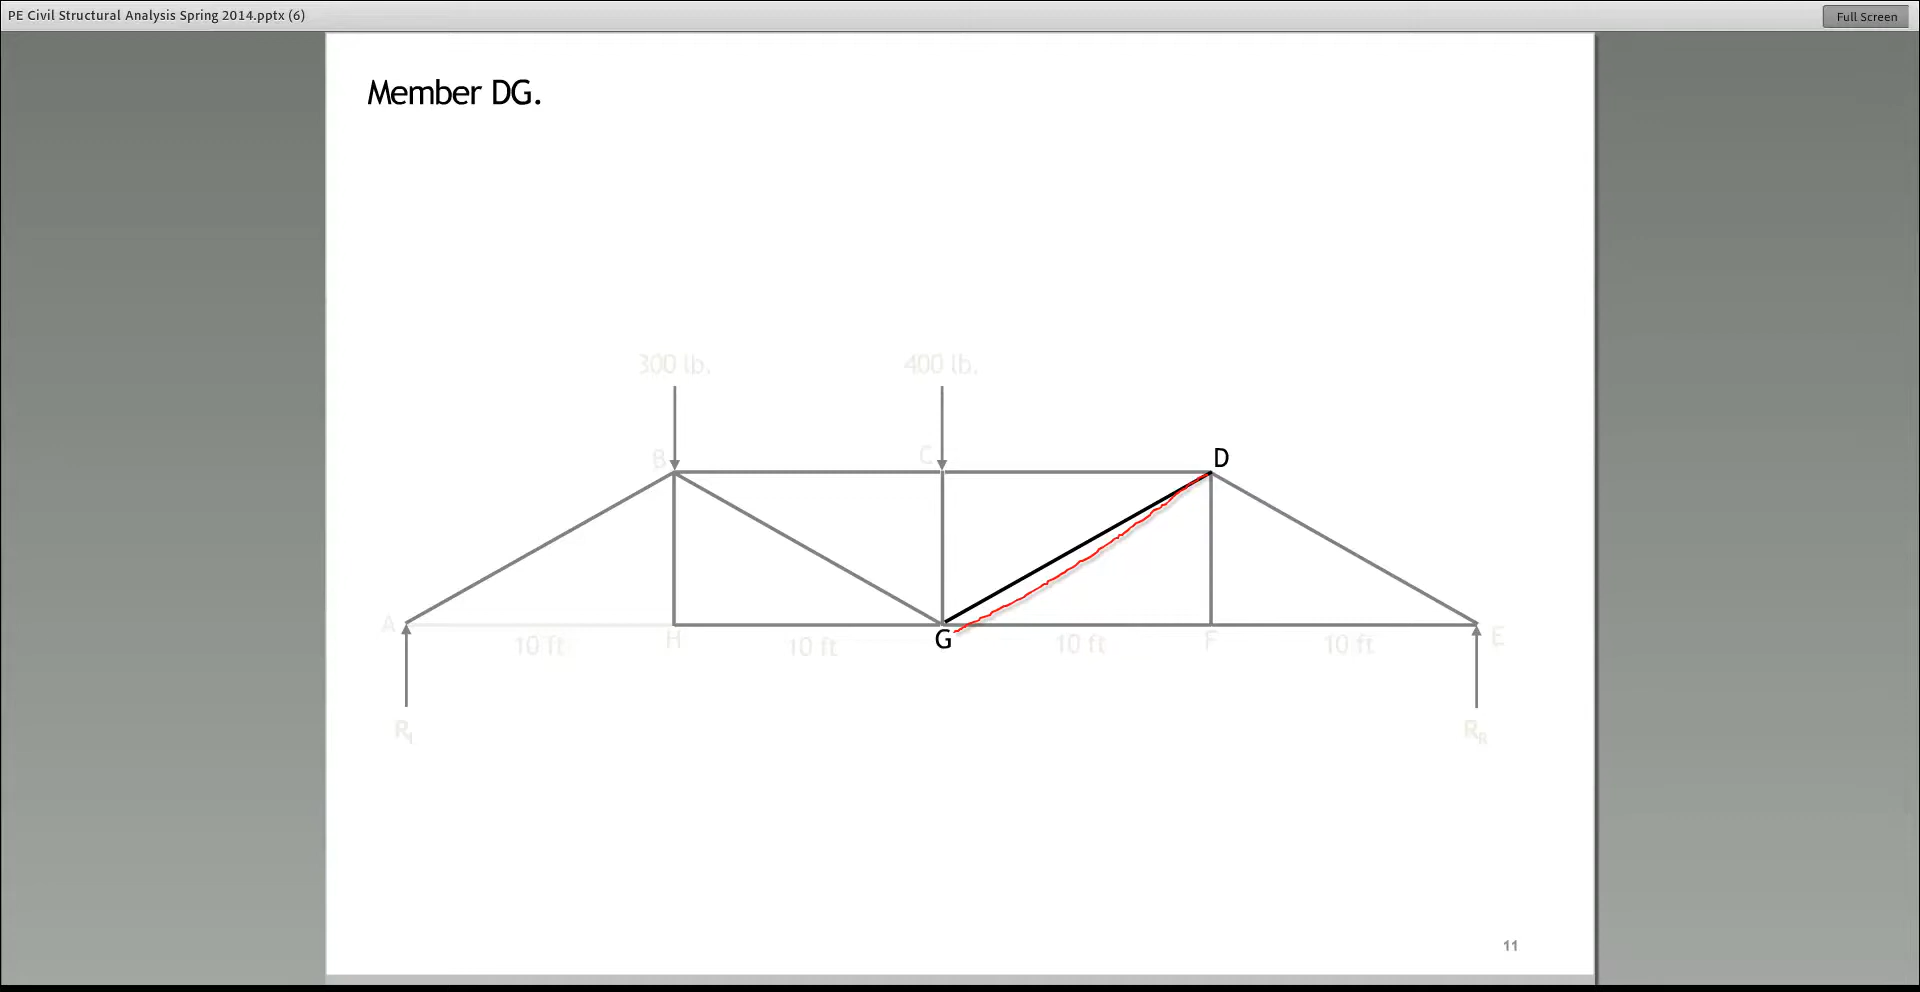 PE Civil Structural Analysis Spring 2014.pptx (6)
Full Screen
Member DG.
300 lb.
400 lb.
B
C
D
A
10 ft
H
10 ft
G
10 ft
F
10 ft
E
R
R_R
11